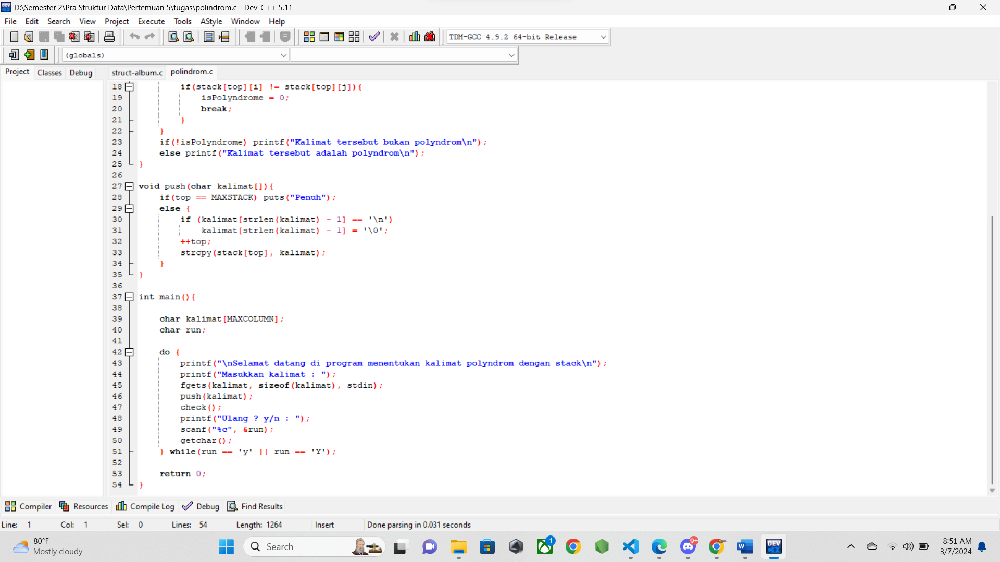 D:\Semester 2\Pra Struktur Data\Pertemuan 5\tugas\polindrom.c - Dev-C++ 5.11
File Edit Search View Project Execute Tools AStyle Window Help
TDM-GCC 4.9.2 64-bit Release
(globals)
Project Classes Debug struct-album.c polindrom.c
18 if(stack[top][i] != stack[top][j]){
19 isPolyndrome = 0;
20 break;
21 }
22 }
23 if(!isPolyndrome) printf("Kalimat tersebut bukan polyndrom\n");
24 else printf("Kalimat tersebut adalah polyndrom\n");
25 }
26
27 void push(char kalimat[]){
28 if(top == MAXSTACK) puts("Penuh");
29 else {
30 if (kalimat[strlen(kalimat) - 1] == '\n')
31 kalimat[strlen(kalimat) - 1] = '\0';
32 ++top;
33 strcpy(stack[top], kalimat);
34 }
35 }
36
37 int main(){
38
39 char kalimat[MAXCOLUMN];
40 char run;
41
42 do {
43 printf("\nSelamat datang di program menentukan kalimat polyndrom dengan stack\n");
44 printf("Masukkan kalimat : ");
45 fgets(kalimat, sizeof(kalimat), stdin);
46 push(kalimat);
47 check();
48 printf("Ulang ? y/n : ");
49 scanf("%c", &run);
50 getchar();
51 } while(run == 'y' || run == 'Y');
52
53 return 0;
54 }
Compiler Resources Compile Log Debug Find Results
Line: 1 Col: 1 Sel: 0 Lines: 54 Length: 1264 Insert Done parsing in 0.031 seconds
80°F
Mostly cloudy
Search
1
9+
W
DEV
C++
8:51 AM
3/7/2024